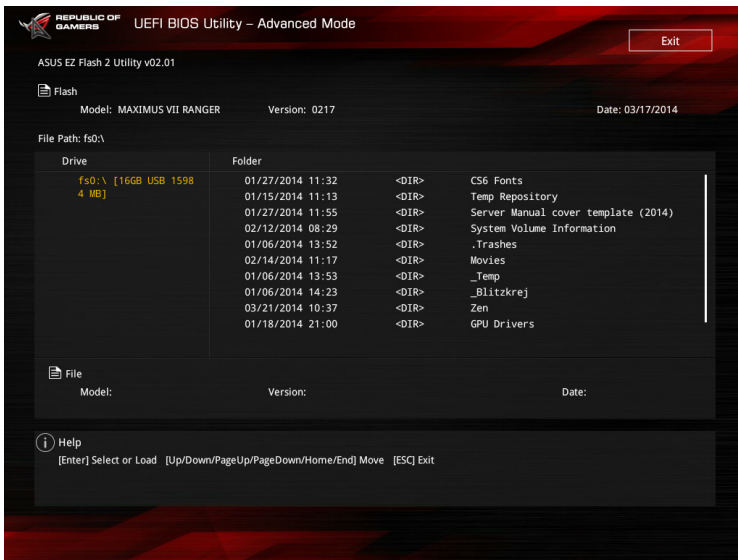 REPUBLIC OF
GAMERS
UEFI BIOS Utility – Advanced Mode
Exit
ASUS EZ Flash 2 Utility v02.01
Flash
Model: MAXIMUS VII RANGER Version: 0217 Date: 03/17/2014
File Path: fs0:\
Drive Folder
fs0:\ [16GB USB 1598
4 MB]
01/27/2014 11:32 <DIR> CS6 Fonts
01/15/2014 11:13 <DIR> Temp Repository
01/27/2014 11:55 <DIR> Server Manual cover template (2014)
02/12/2014 08:29 <DIR> System Volume Information
01/06/2014 13:52 <DIR> .Trashes
02/14/2014 11:17 <DIR> Movies
01/06/2014 13:53 <DIR> _Temp
01/06/2014 14:23 <DIR> _Blitzkrej
03/21/2014 10:37 <DIR> Zen
01/18/2014 21:00 <DIR> GPU Drivers
File
Model: Version: Date:
Help
[Enter] Select or Load [Up/Down/PageUp/PageDown/Home/End] Move [ESC] Exit